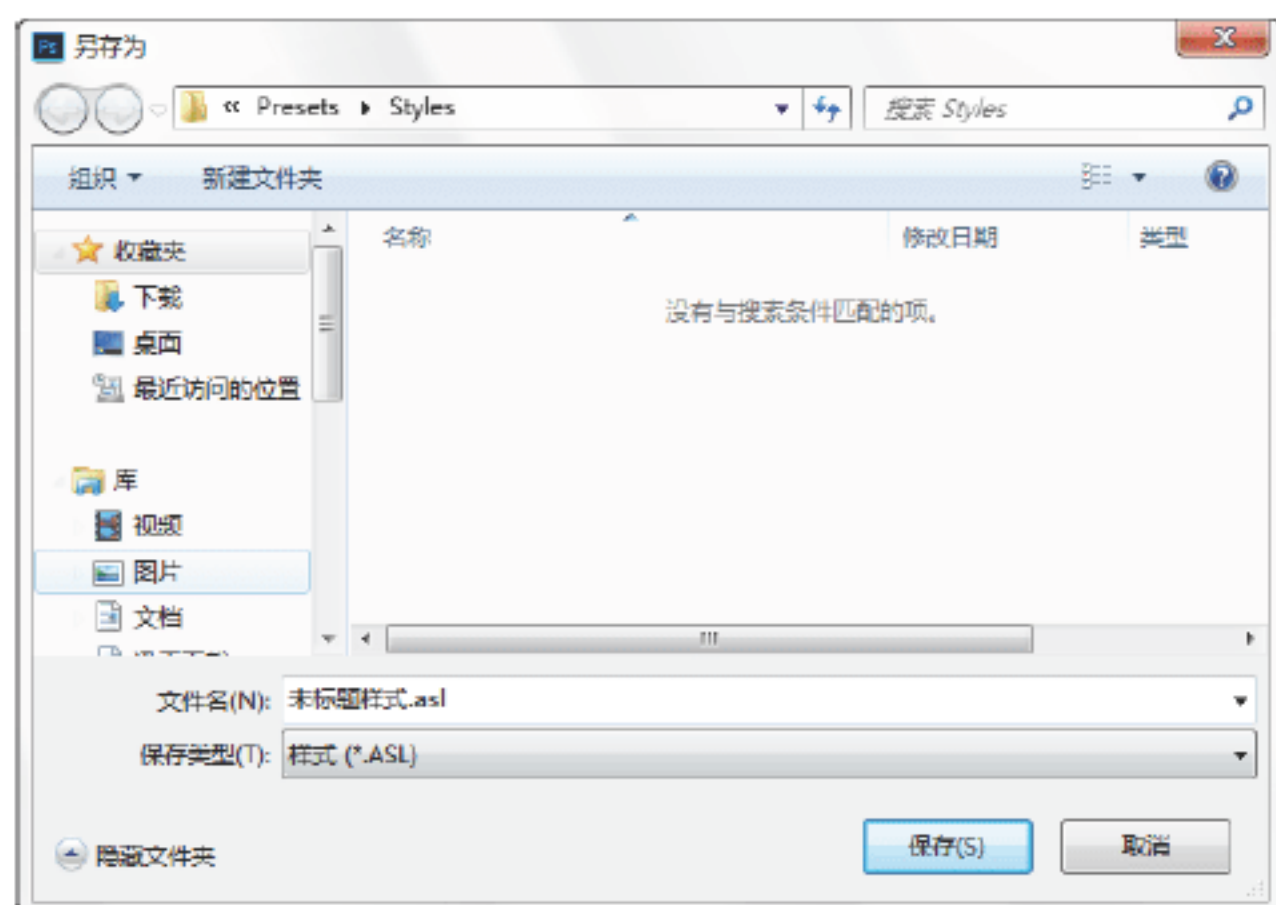 Ps 另存为
« Presets ▸ Styles
搜索 Styles
组织
新建文件夹
收藏夹
下载
桌面
最近访问的位置
库
视频
图片
文档
名称
修改日期
类型
没有与搜索条件匹配的项。
文件名(N): 未标题样式.asl
保存类型(T): 样式 (*.ASL)
隐藏文件夹
保存(S)
取消